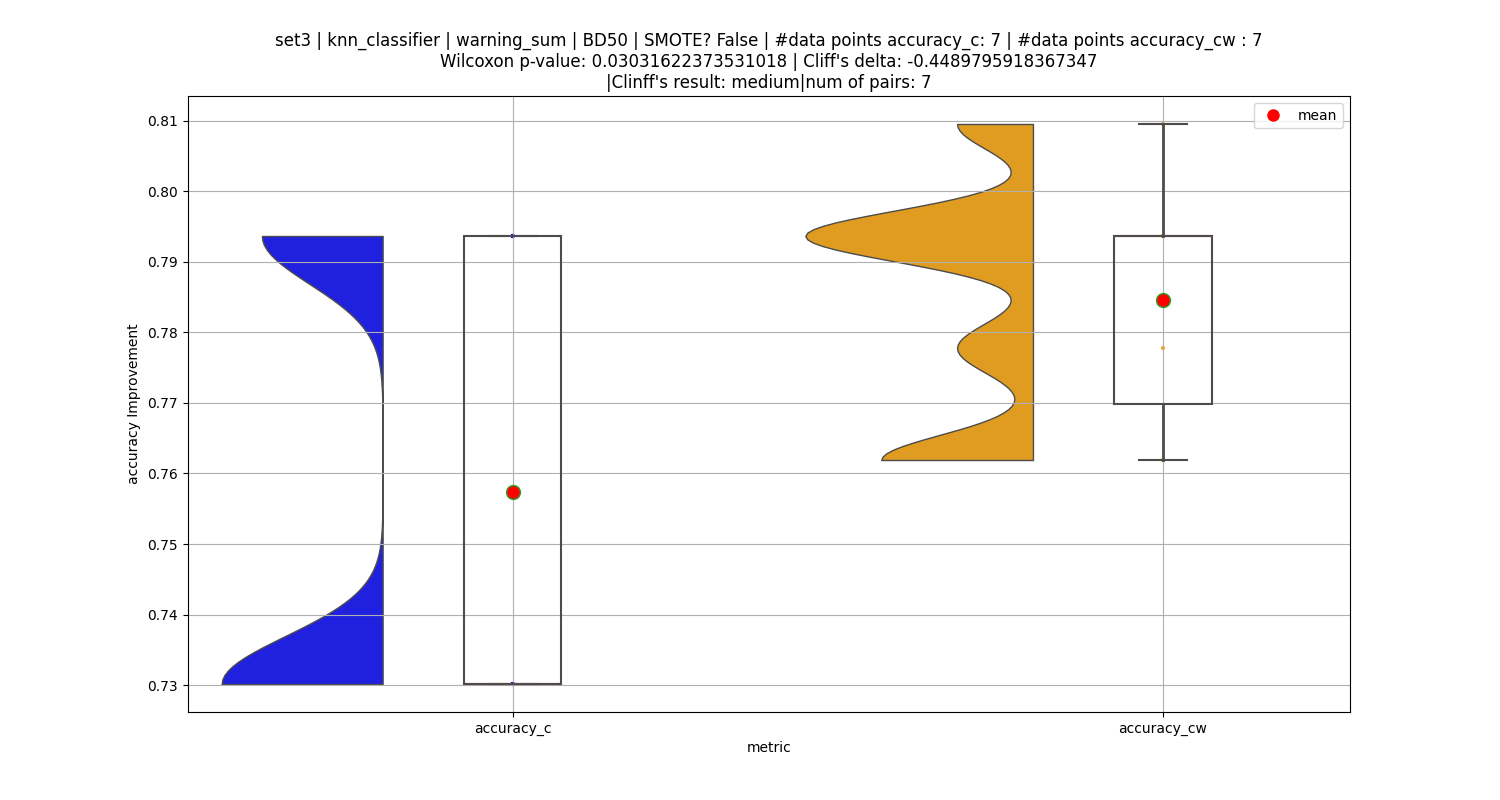 set3 | knn_classifier | warning_sum | BD50 | SMOTE? False | #data points accuracy_c: 7 | #data points accuracy_cw : 7
Wilcoxon p-value: 0.03031622373531018 | Cliff's delta: -0.4489795918367347
|Clinff's result: medium|num of pairs: 7
mean
0.81
0.80
0.79
0.78
0.77
0.76
0.75
0.74
0.73
accuracy Improvement
accuracy_c
accuracy_cw
metric